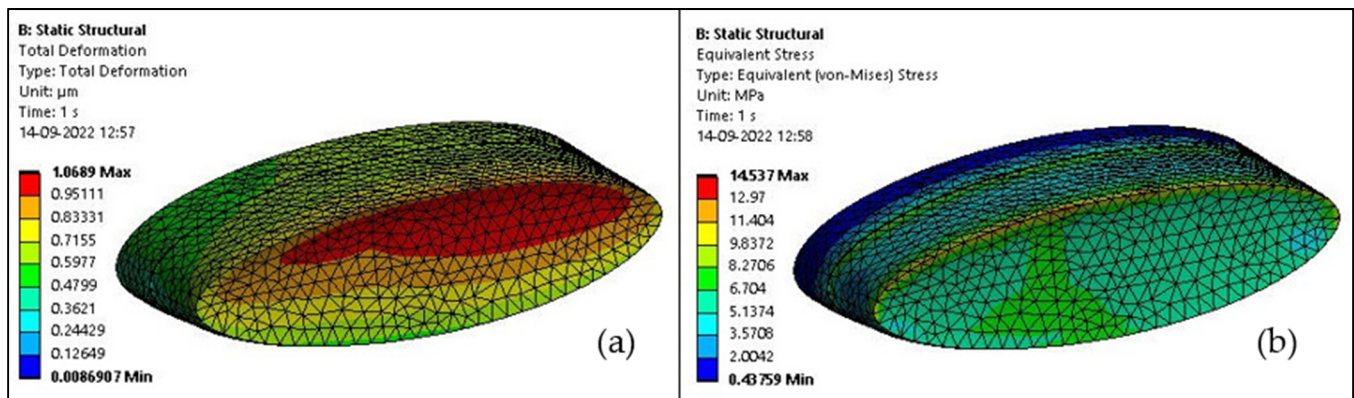 B: Static Structural
Total Deformation
Type: Total Deformation
Unit: µm
Time: 1 s
14-09-2022 12:57
1.0689 Max
0.95111
0.83331
0.7155
0.5977
0.4799
0.3621
0.24429
0.12649
0.0086907 Min
(a)
B: Static Structural
Equivalent Stress
Type: Equivalent (von-Mises) Stress
Unit: MPa
Time: 1 s
14-09-2022 12:58
14.537 Max
12.97
11.404
9.8372
8.2706
6.704
5.1374
3.5708
2.0042
0.43759 Min
(b)